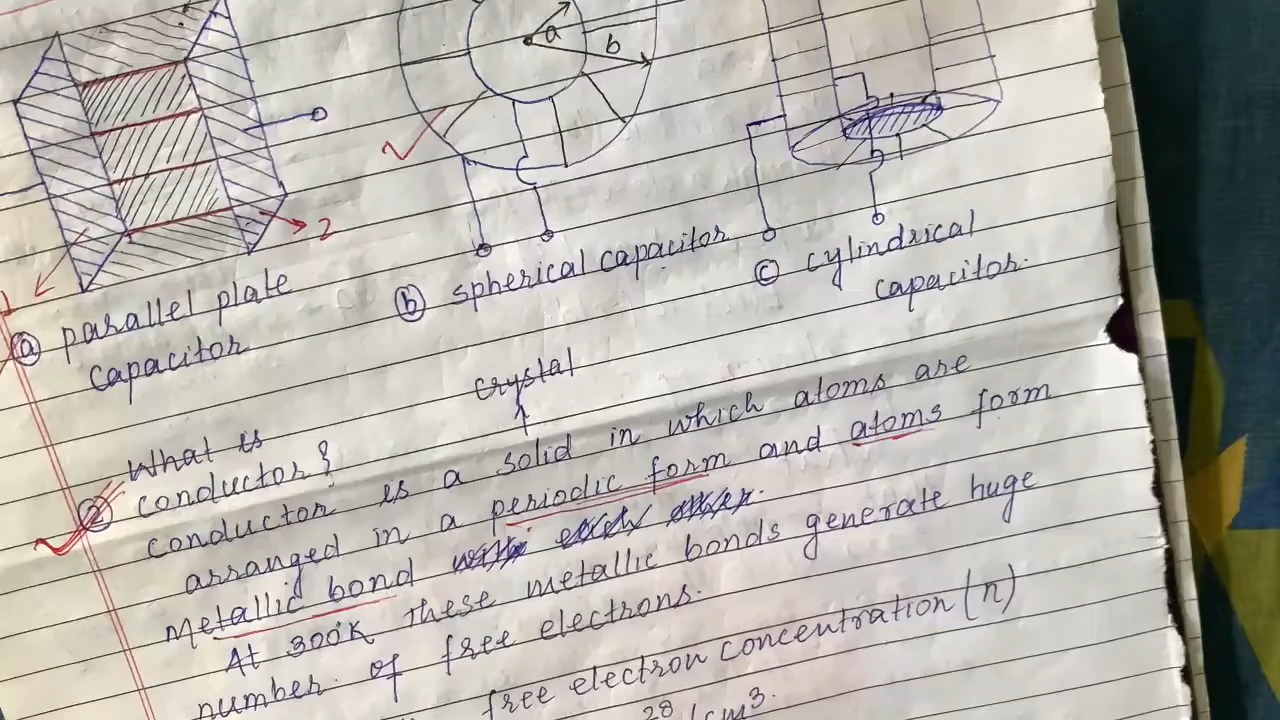 a
b
1
2
ⓐ parallel plate
capacitor
ⓑ spherical capacitor
ⓒ cylindrical
capacitor.
crystal
② What is
conductor?
conductor is a solid in which atoms are
arranged in a periodic form and atoms form
Metallic bond
At 300K these metallic bonds generate huge
number of free electrons.
free electron concentration (n)
28 /cm³.